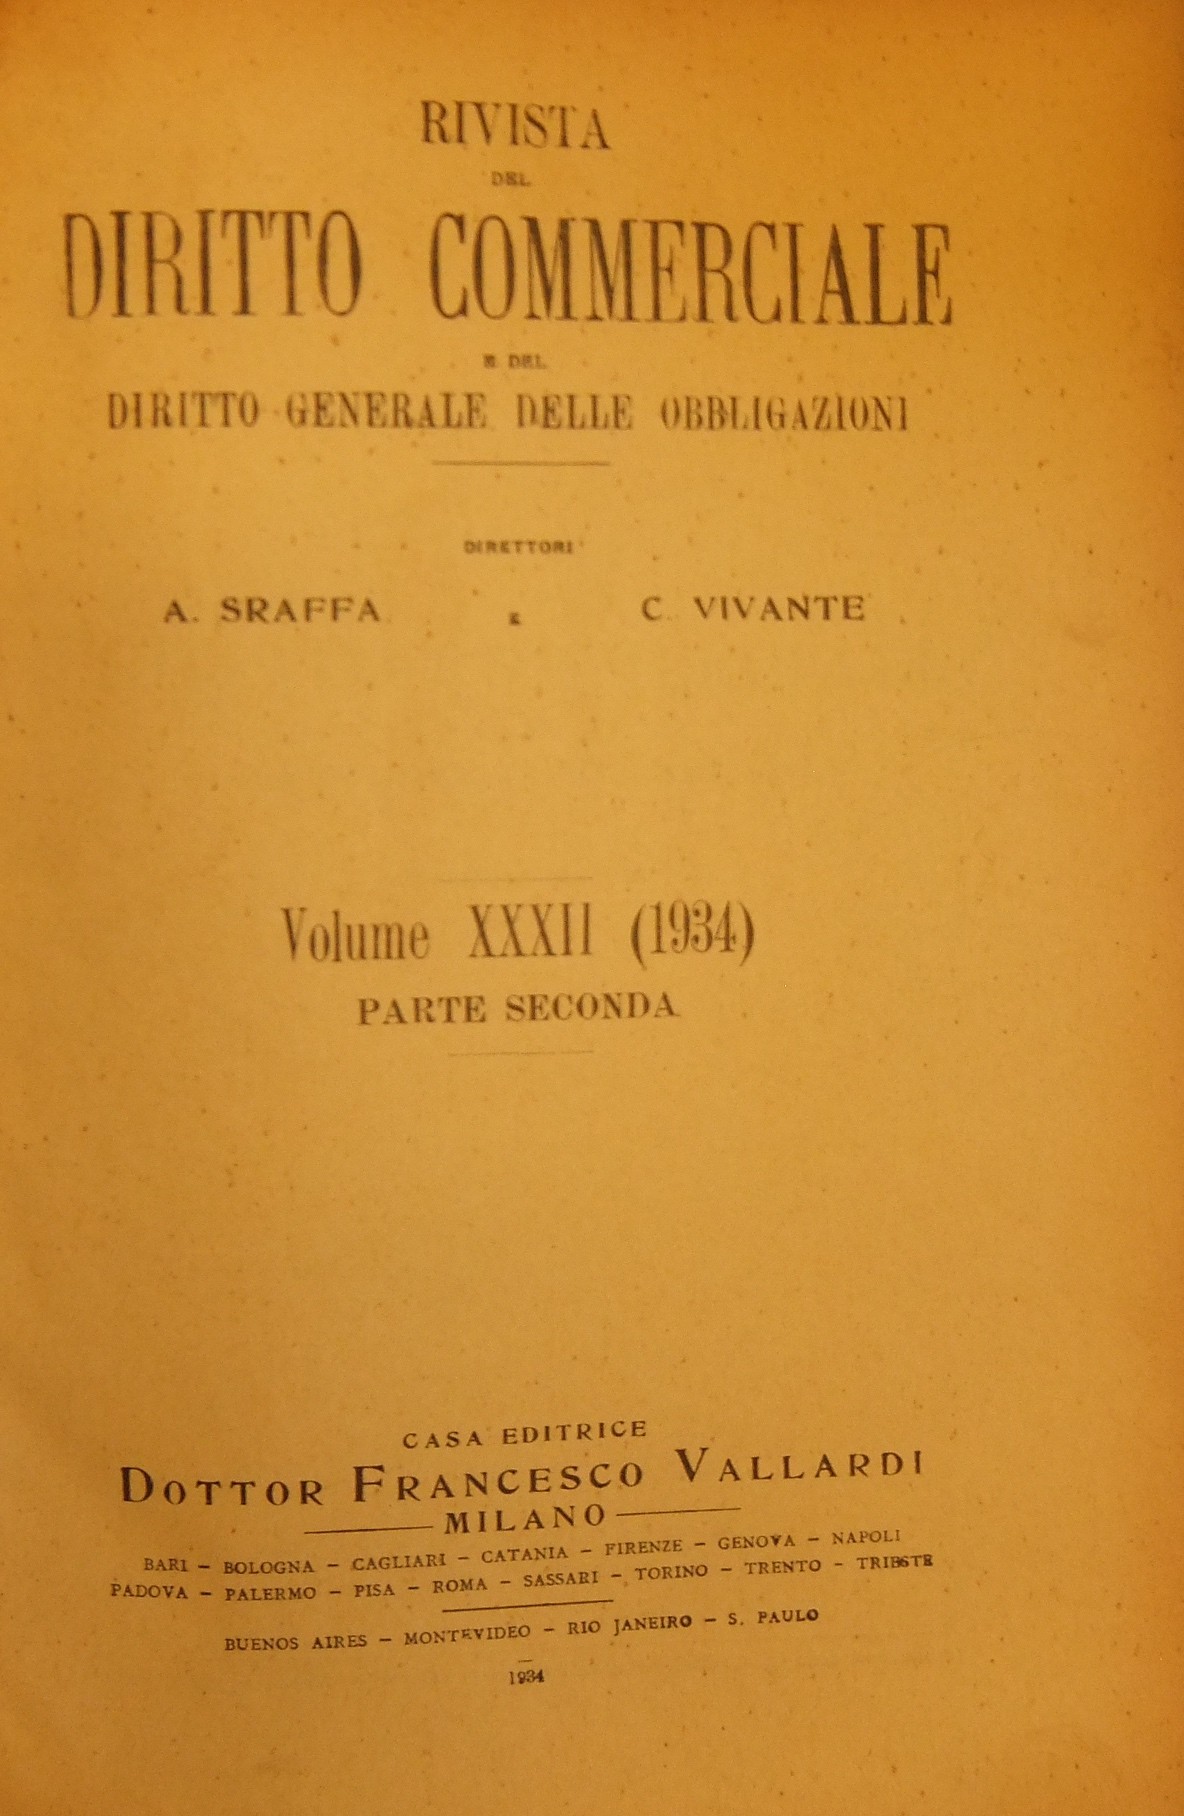 RIVISTA
DEL
DIRITTO COMMERCIALE
E DEL
DIRITTO GENERALE DELLE OBBLIGAZIONI
DIRETTORI
A. SRAFFA E C. VIVANTE
Volume XXXII (1934)
PARTE SECONDA
CASA EDITRICE
DOTTOR FRANCESCO VALLARDI
MILANO
BARI – BOLOGNA – CAGLIARI – CATANIA – FIRENZE – GENOVA – NAPOLI
PADOVA – PALERMO – PISA – ROMA – SASSARI – TORINO – TRENTO – TRIESTE
BUENOS AIRES – MONTEVIDEO – RIO JANEIRO – S. PAULO
1934